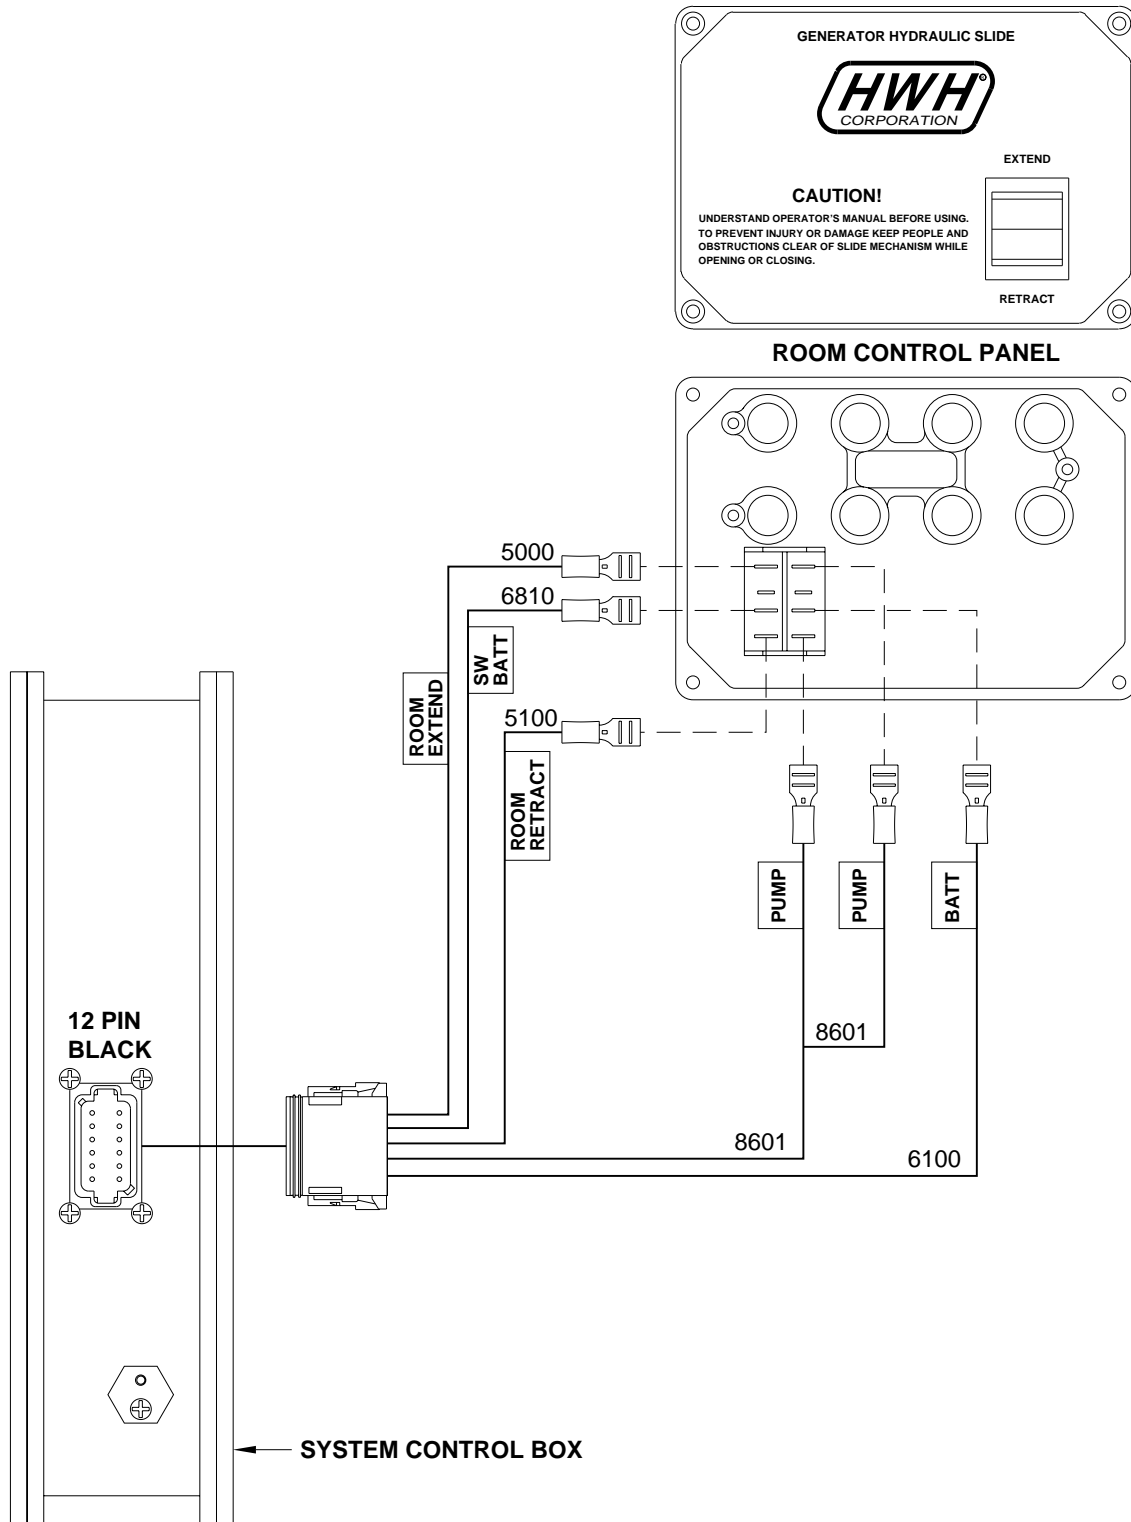 GENERATOR HYDRAULIC SLIDE
HWH®
CORPORATION
EXTEND
CAUTION!
UNDERSTAND OPERATOR'S MANUAL BEFORE USING.
TO PREVENT INJURY OR DAMAGE KEEP PEOPLE AND
OBSTRUCTIONS CLEAR OF SLIDE MECHANISM WHILE
OPENING OR CLOSING.
RETRACT
ROOM CONTROL PANEL
5000
6810
SW
BATT
ROOM
EXTEND
5100
ROOM
RETRACT
PUMP
PUMP
BATT
12 PIN
BLACK
8601
8601
6100
SYSTEM CONTROL BOX